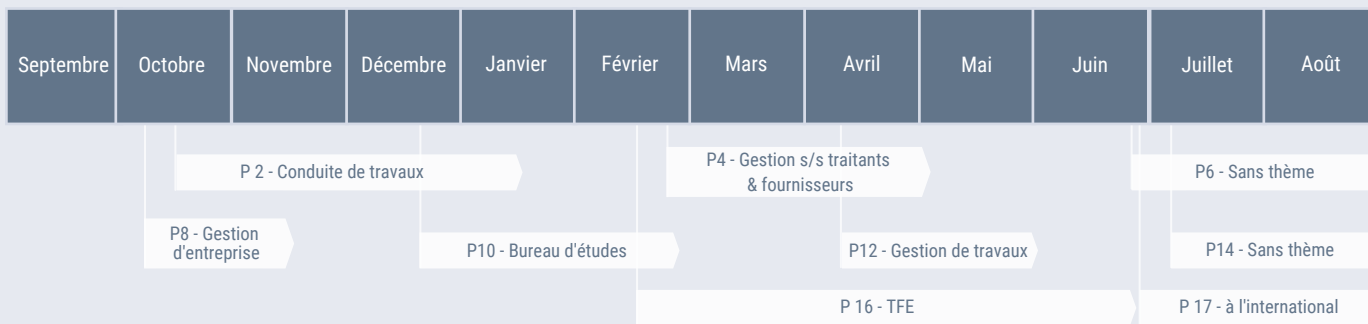 Septembre Octobre Novembre Décembre Janvier Février Mars Avril Mai Juin Juillet Août
P 2 - Conduite de travaux
P4 - Gestion s/s traitants
& fournisseurs
P6 - Sans thème
P8 - Gestion
d'entreprise
P10 - Bureau d'études
P12 - Gestion de travaux
P14 - Sans thème
P 16 - TFE
P 17 - à l'international